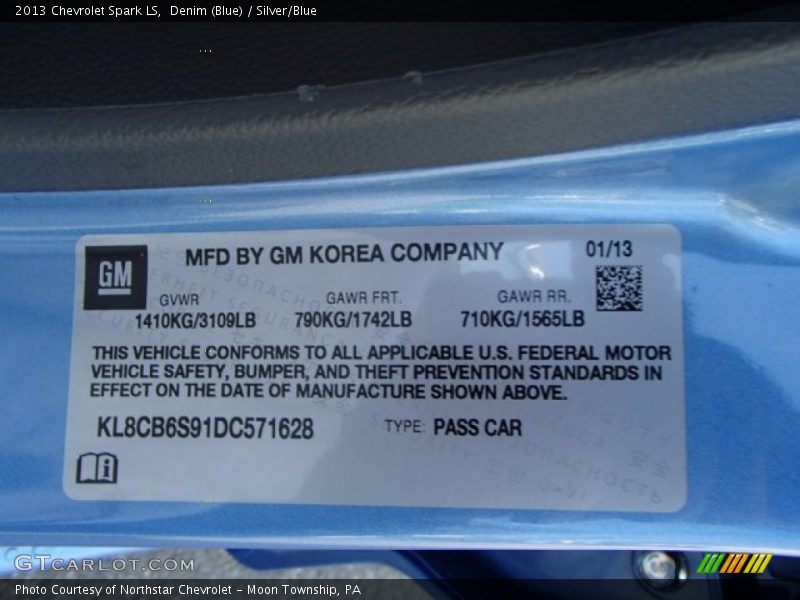 2013 Chevrolet Spark LS, Denim (Blue) / Silver/Blue
GM
MFD BY GM KOREA COMPANY 01/13
GVWR GAWR FRT. GAWR RR.
1410KG/3109LB 790KG/1742LB 710KG/1565LB
THIS VEHICLE CONFORMS TO ALL APPLICABLE U.S. FEDERAL MOTOR
VEHICLE SAFETY, BUMPER, AND THEFT PREVENTION STANDARDS IN
EFFECT ON THE DATE OF MANUFACTURE SHOWN ABOVE.
KL8CB6S91DC571628 TYPE: PASS CAR
GTCARLOT.COM
Photo Courtesy of Northstar Chevrolet - Moon Township, PA